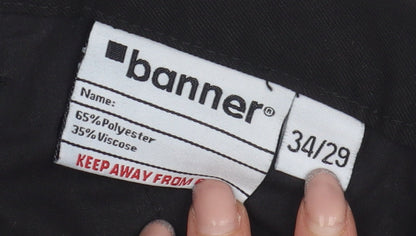 banner®
Name:
65% Polyester
35% Viscose
KEEP AWAY FROM
34/29